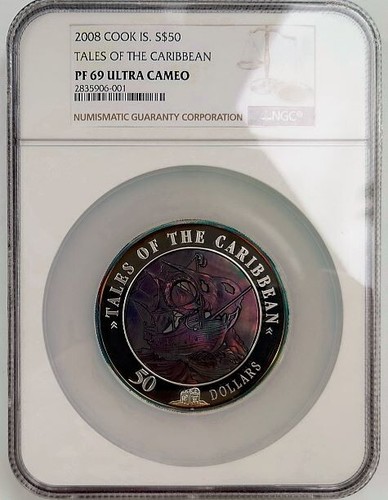 2008 COOK IS. S$50
TALES OF THE CARIBBEAN
PF 69 ULTRA CAMEO
2835906-001
NUMISMATIC GUARANTY CORPORATION
NGC®
»TALES OF THE CARIBBEAN«
50 DOLLARS